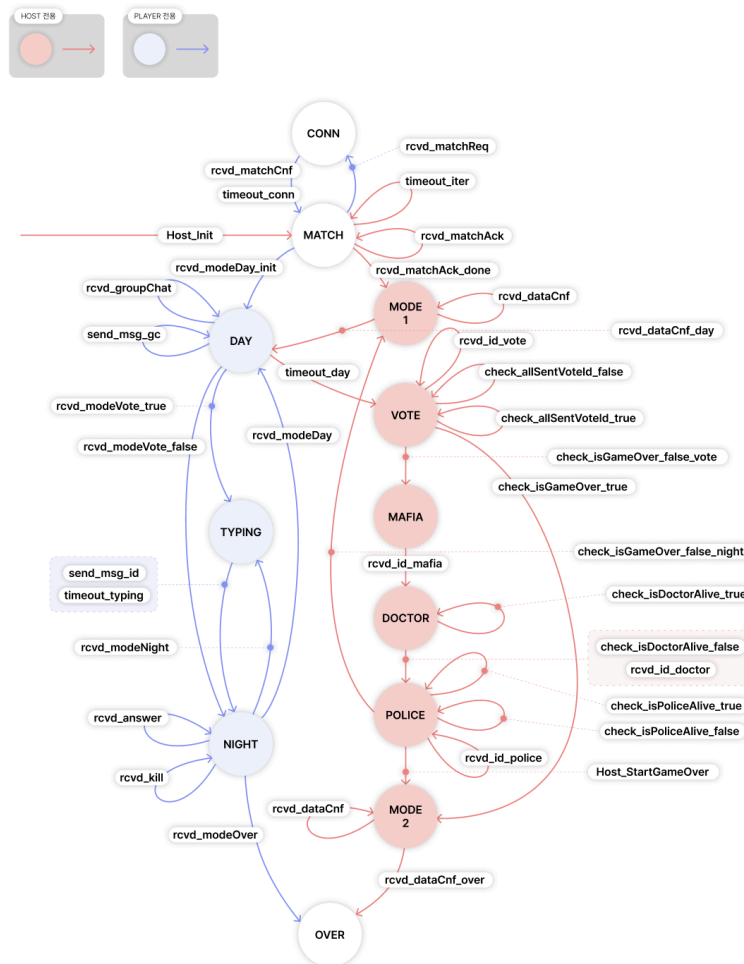 HOST 전용
PLAYER 전용
CONN
rcvd_matchReq
rcvd_matchCnf
timeout_iter
timeout_conn
Host_Init
MATCH
rcvd_matchAck
rcvd_modeDay_init
rcvd_matchAck_done
rcvd_groupChat
MODE
1
rcvd_dataCnf
send_msg_gc
DAY
rcvd_dataCnf_day
rcvd_id_vote
timeout_day
check_allSentVoteId_false
rcvd_modeVote_true
VOTE
check_allSentVoteId_true
rcvd_modeVote_false
rcvd_modeDay
check_isGameOver_false_vote
check_isGameOver_true
MAFIA
TYPING
check_isGameOver_false_night
rcvd_id_mafia
send_msg_id
timeout_typing
check_isDoctorAlive_true
DOCTOR
rcvd_modeNight
check_isDoctorAlive_false
rcvd_id_doctor
check_isPoliceAlive_true
rcvd_answer
POLICE
check_isPoliceAlive_false
NIGHT
rcvd_id_police
rcvd_kill
Host_StartGameOver
rcvd_dataCnf
MODE
2
rcvd_modeOver
rcvd_dataCnf_over
OVER